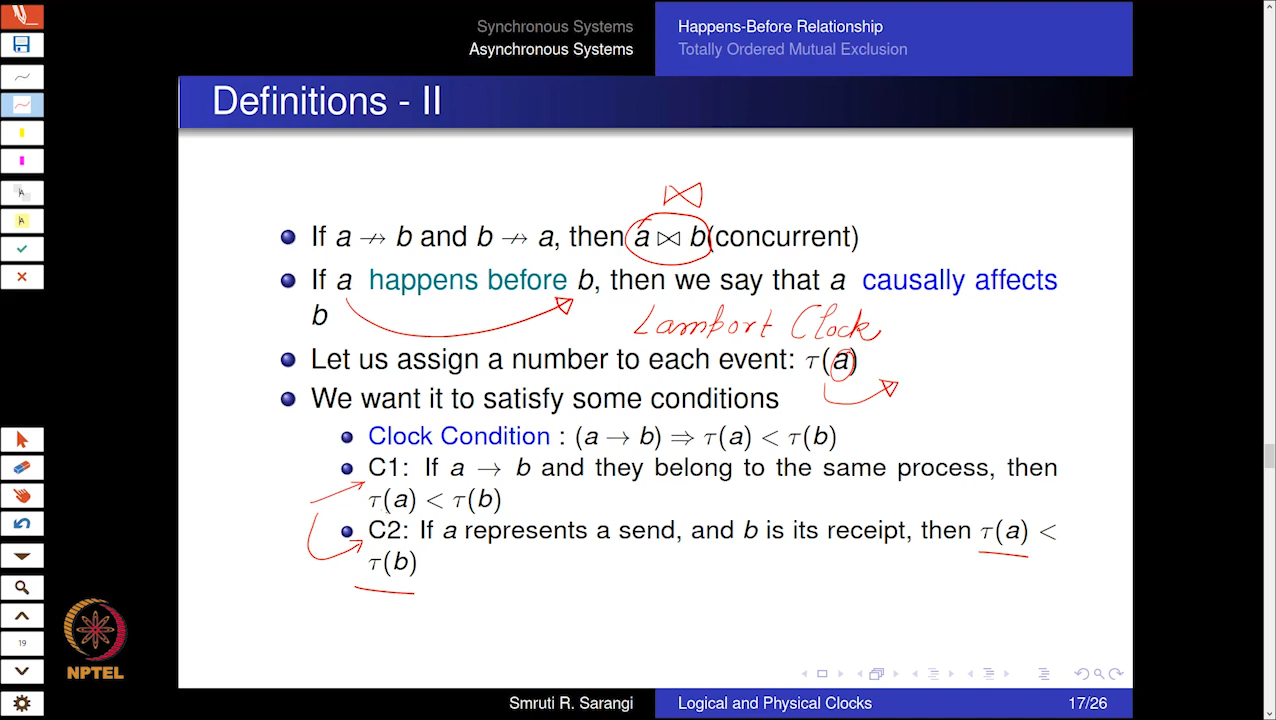 Synchronous Systems
Asynchronous Systems
Happens-Before Relationship
Totally Ordered Mutual Exclusion
Definitions - II
⋈
If a ↛ b and b ↛ a, then a ⋈ b(concurrent)
If a happens before b, then we say that a causally affects
b
Lamport Clock
Let us assign a number to each event: τ(a)
We want it to satisfy some conditions
Clock Condition : (a → b) ⇒ τ(a) < τ(b)
C1: If a → b and they belong to the same process, then
τ(a) < τ(b)
C2: If a represents a send, and b is its receipt, then τ(a) <
τ(b)
19
NPTEL
Smruti R. Sarangi
Logical and Physical Clocks
17/26